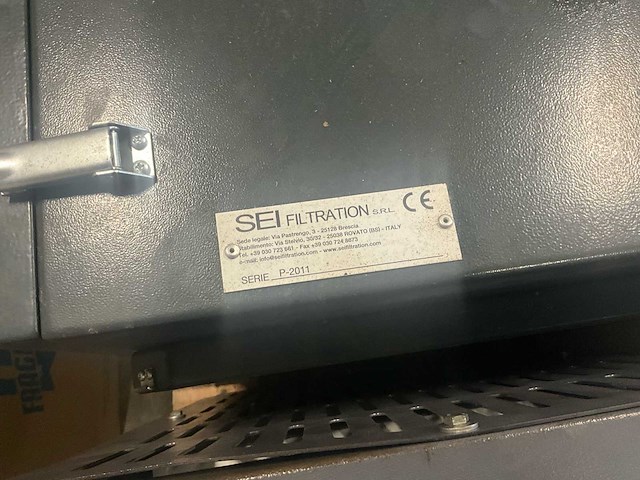 SEI FILTRATION S.R.L. CE
Sede legale: Via Pastrengo, 3 - 25128 Brescia
Stabilimento: Via Stelvio, 30/32 - 25038 ROVATO (BS) - ITALY
Tel. +39 030 723 661 - Fax +39 030 724 8873
e-mail: info@seifiltration.com - www.seifiltration.com
SERIE P-2011